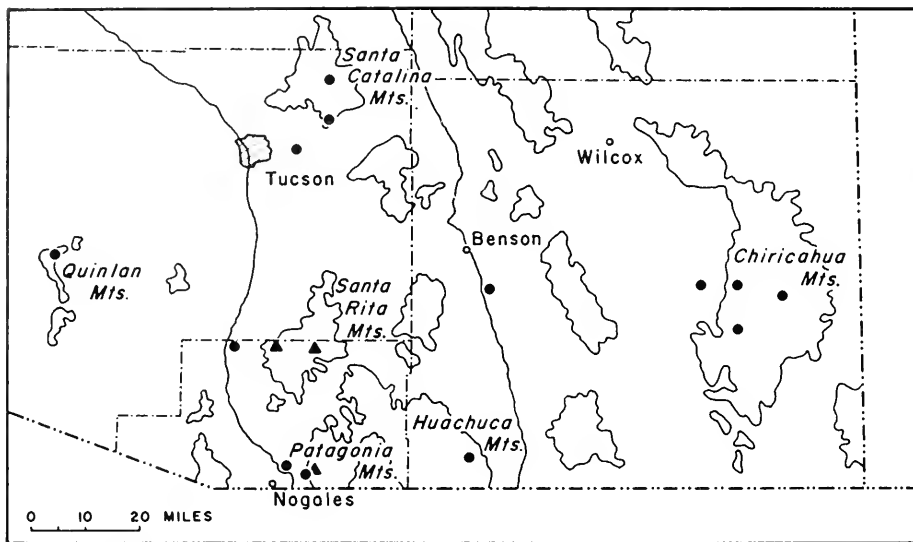 Santa
Catalina
Mts.
Tucson
Wilcox
Benson
Quinlan
Mts.
Santa
Rita
Mts.
Chiricahua
Mts.
Huachuca
Mts.
Patagonia
Mts.
Nogales
0 10 20 MILES